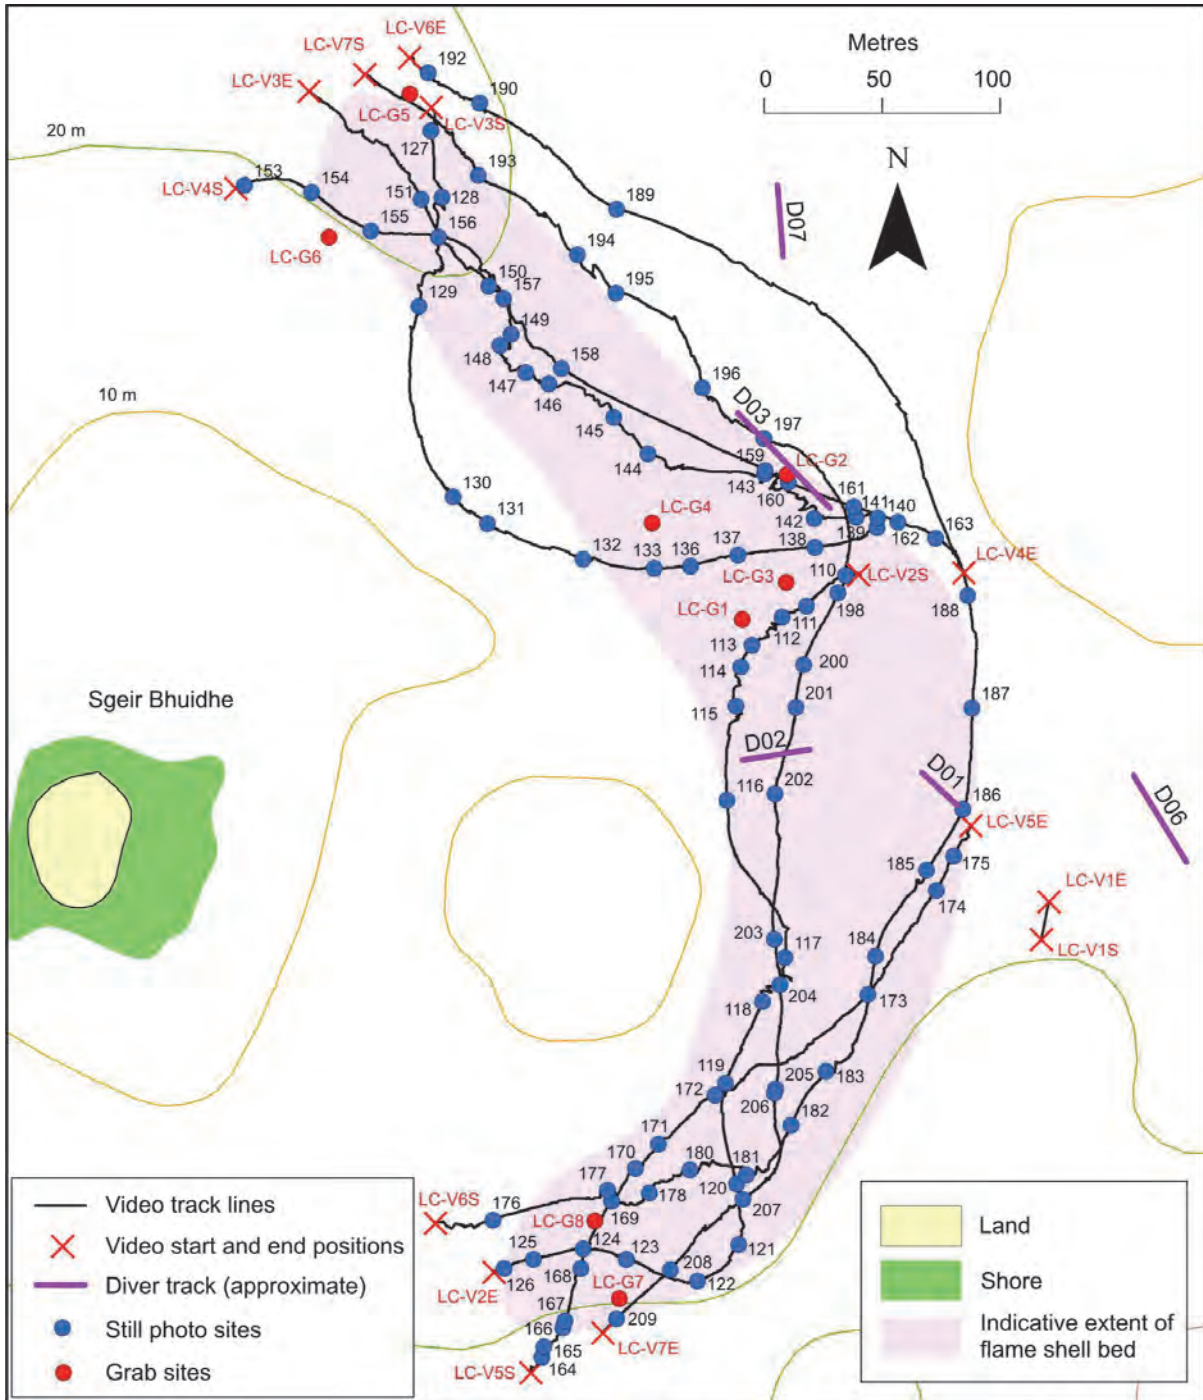 LC-V6E
LC-V7S
192
Metres
LC-V3E
190
0 50 100
LC-G5
LC-V3S
20 m
127
193
N
153
154
LC-V4S
151
128
189
D07
155
156
LC-G6
194
150
195
129
157
149
148
158
147
196
10 m
146
D03
197
145
159
LC-G2
144
143
130
160
161
141
140
131
LC-G4
142
139
162
163
132
138
133
136
137
LC-G3
110
LC-V2S
LC-V4E
LC-G1
198
188
111
112
113
114
200
201
187
Sgeir Bhuidhe
115
D02
D01
116
202
186
D06
LC-V5E
185
175
174
LC-V1E
203
117
184
LC-V1S
118
204
173
119
205
183
172
206
182
171
170
180
181
177
120
LC-V6S
176
178
207
LC-G8
169
125
124
123
121
126
168
208
LC-G7
122
LC-V2E
167
209
166
LC-V7E
165
LC-V5S
164
Video track lines
Video start and end positions
Diver track (approximate)
Still photo sites
Grab sites
Land
Shore
Indicative extent of
flame shell bed